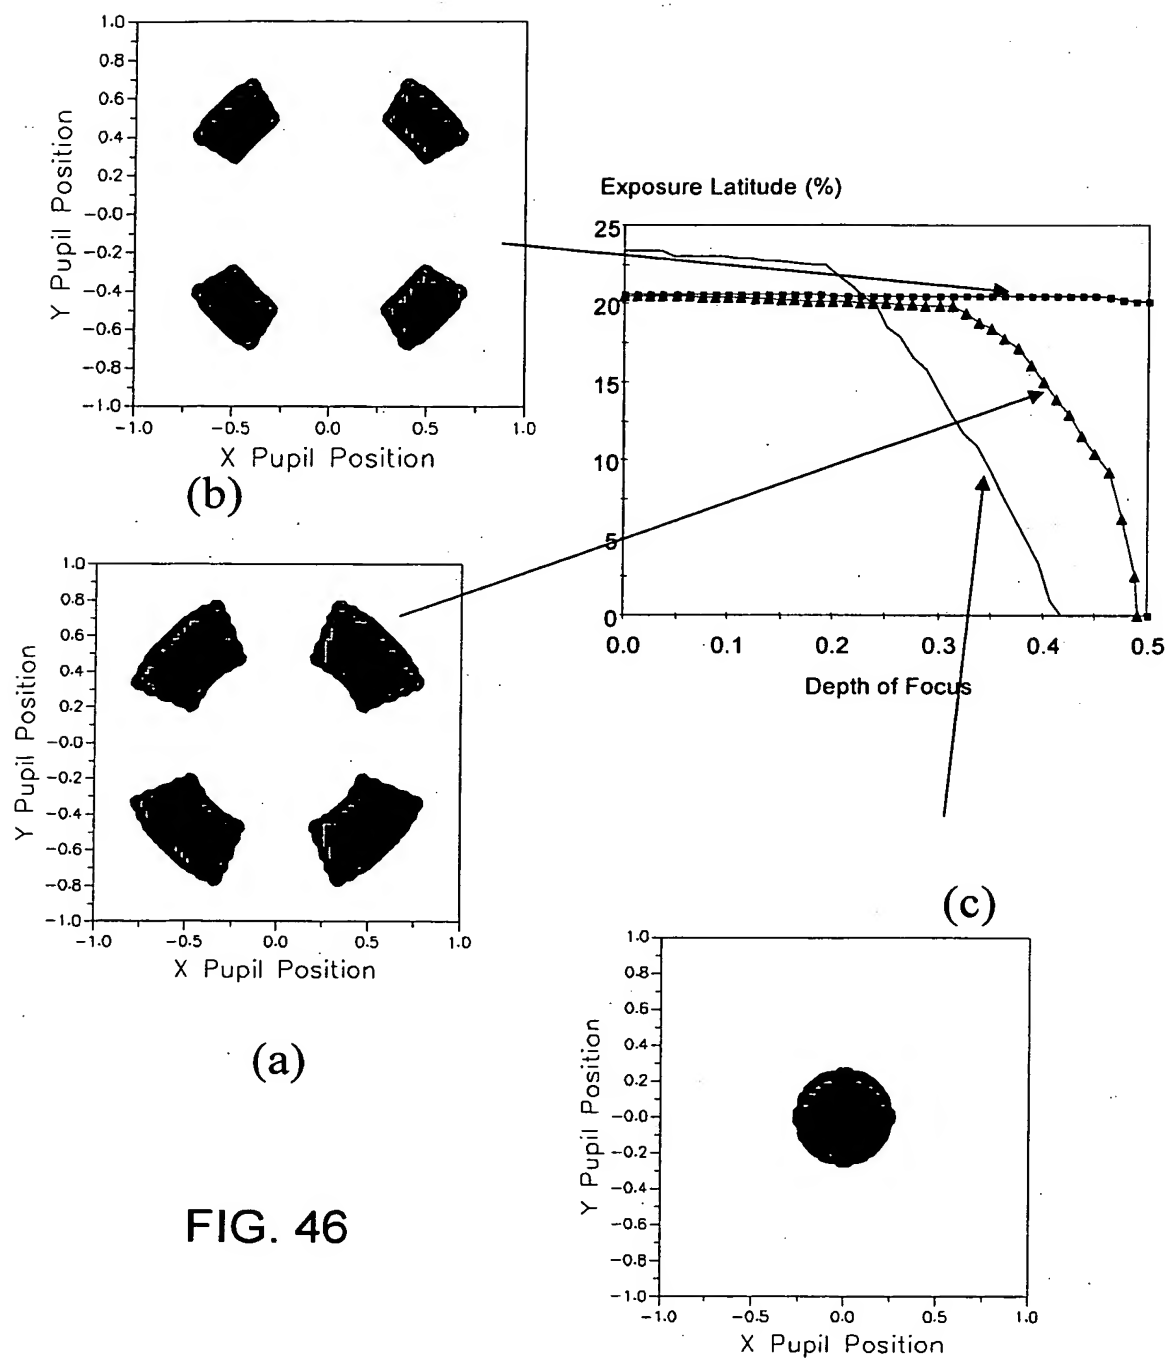 1.0
0.8
0.6
0.4
0.2
-0.0
-0.2
-0.4
-0.6
-0.8
-1.0
Y Pupil Position
-1.0 -0.5 0.0 0.5 1.0
X Pupil Position
(b)
Exposure Latitude (%)
25
20
15
10
5
0
0.0 0.1 0.2 0.3 0.4 0.5
Depth of Focus
1.0
0.8
0.6
0.4
0.2
-0.0
-0.2
-0.4
-0.6
-0.8
-1.0
Y Pupil Position
-1.0 -0.5 0.0 0.5 1.0
X Pupil Position
(a)
(c)
1.0
0.8
0.6
0.4
0.2
-0.0
-0.2
-0.4
-0.6
-0.8
-1.0
Y Pupil Position
-1.0 -0.5 0.0 0.5 1.0
X Pupil Position
FIG. 46